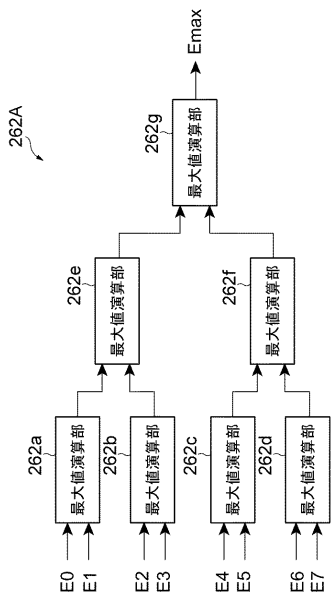 262A
E0
E1
262a
最大値演算部
E2
E3
262b
最大値演算部
E4
E5
262c
最大値演算部
E6
E7
262d
最大値演算部
262e
最大値演算部
262f
最大値演算部
262g
最大値演算部
Emax